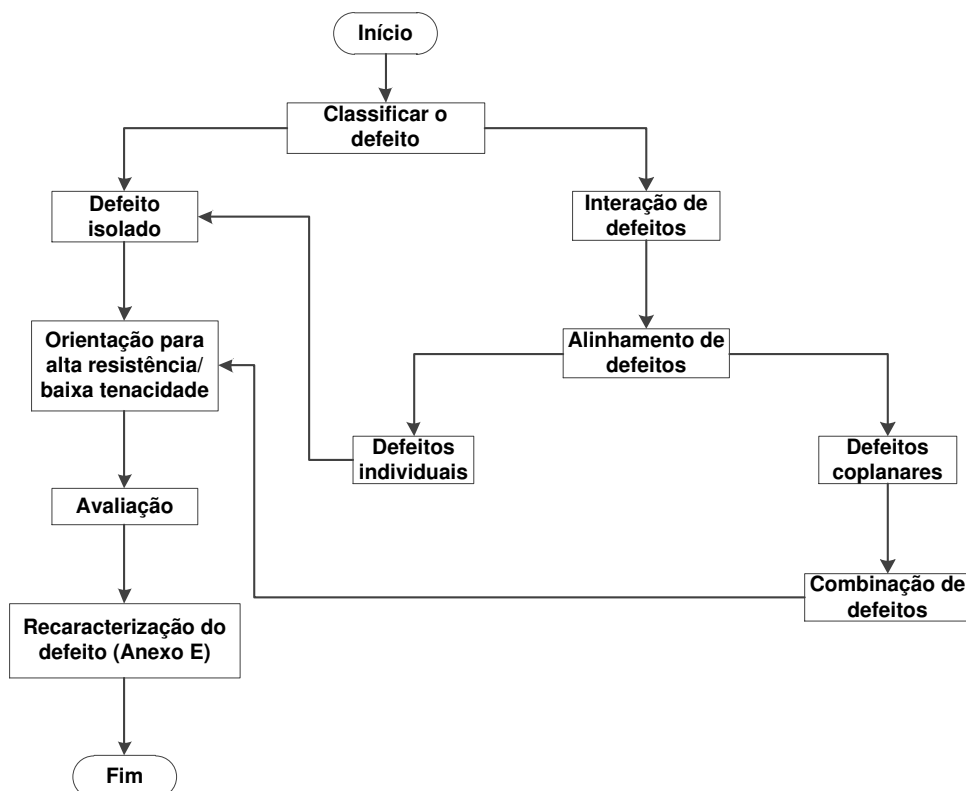 Início
Classificar o
defeito
Defeito
isolado
Interação de
defeitos
Orientação para
alta resistência/
baixa tenacidade
Alinhamento de
defeitos
Defeitos
individuais
Defeitos
coplanares
Avaliação
Combinação de
defeitos
Recaracterização do
defeito (Anexo E)
Fim